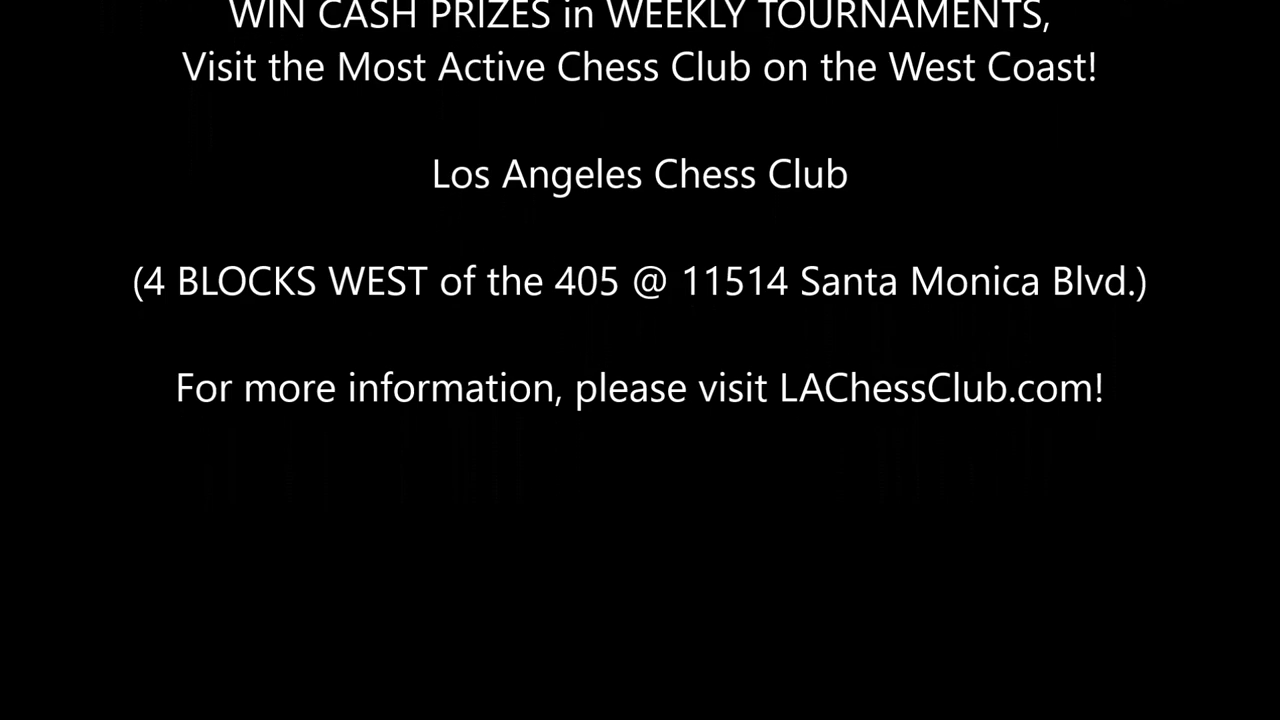 WIN CASH PRIZES in WEEKLY TOURNAMENTS,
Visit the Most Active Chess Club on the West Coast!
Los Angeles Chess Club
(4 BLOCKS WEST of the 405 @ 11514 Santa Monica Blvd.)
For more information, please visit LAChessClub.com!